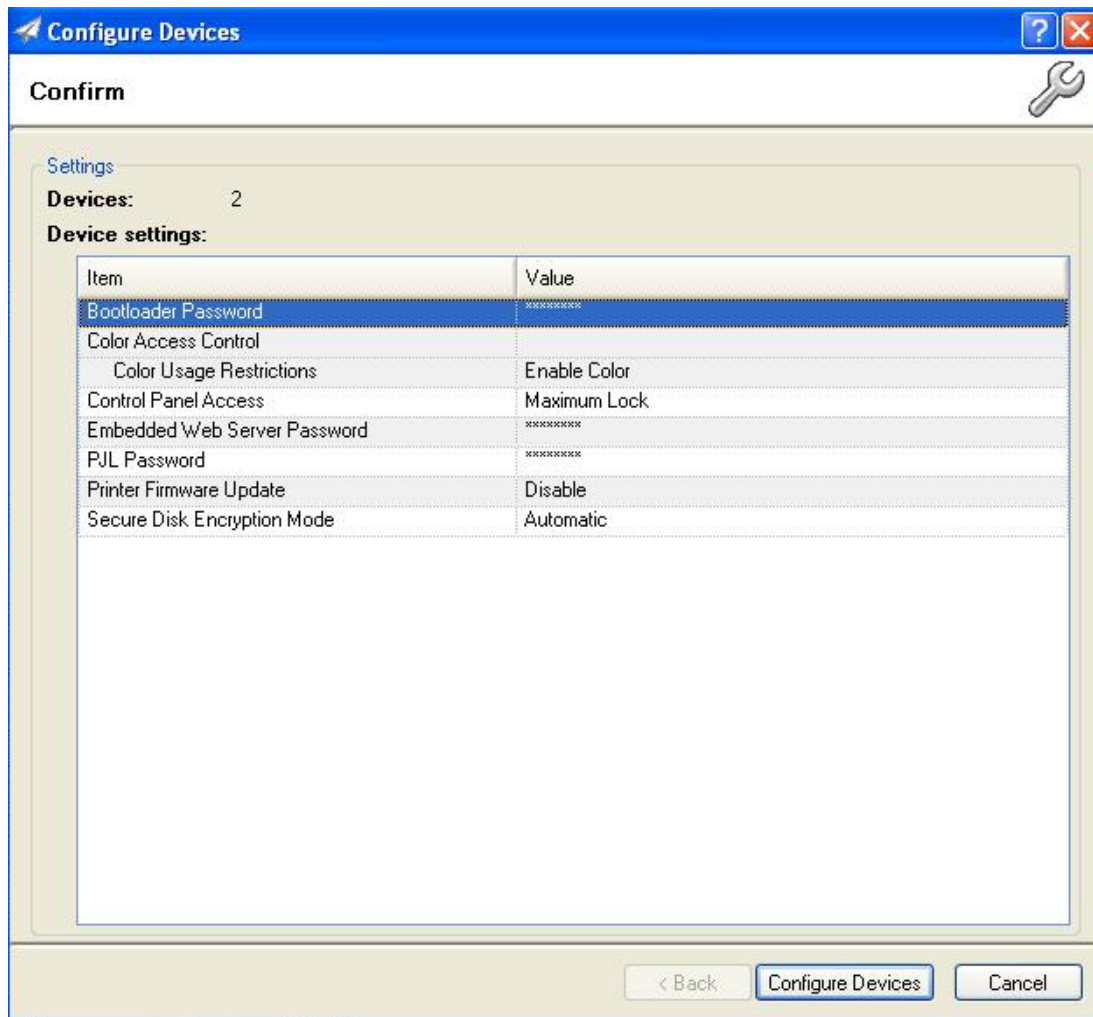 Configure Devices
Confirm
Settings
Devices: 2
Device settings:
Item Value
Bootloader Password ********
Color Access Control
Color Usage Restrictions Enable Color
Control Panel Access Maximum Lock
Embedded Web Server Password ********
PJL Password ********
Printer Firmware Update Disable
Secure Disk Encryption Mode Automatic
< Back Configure Devices Cancel